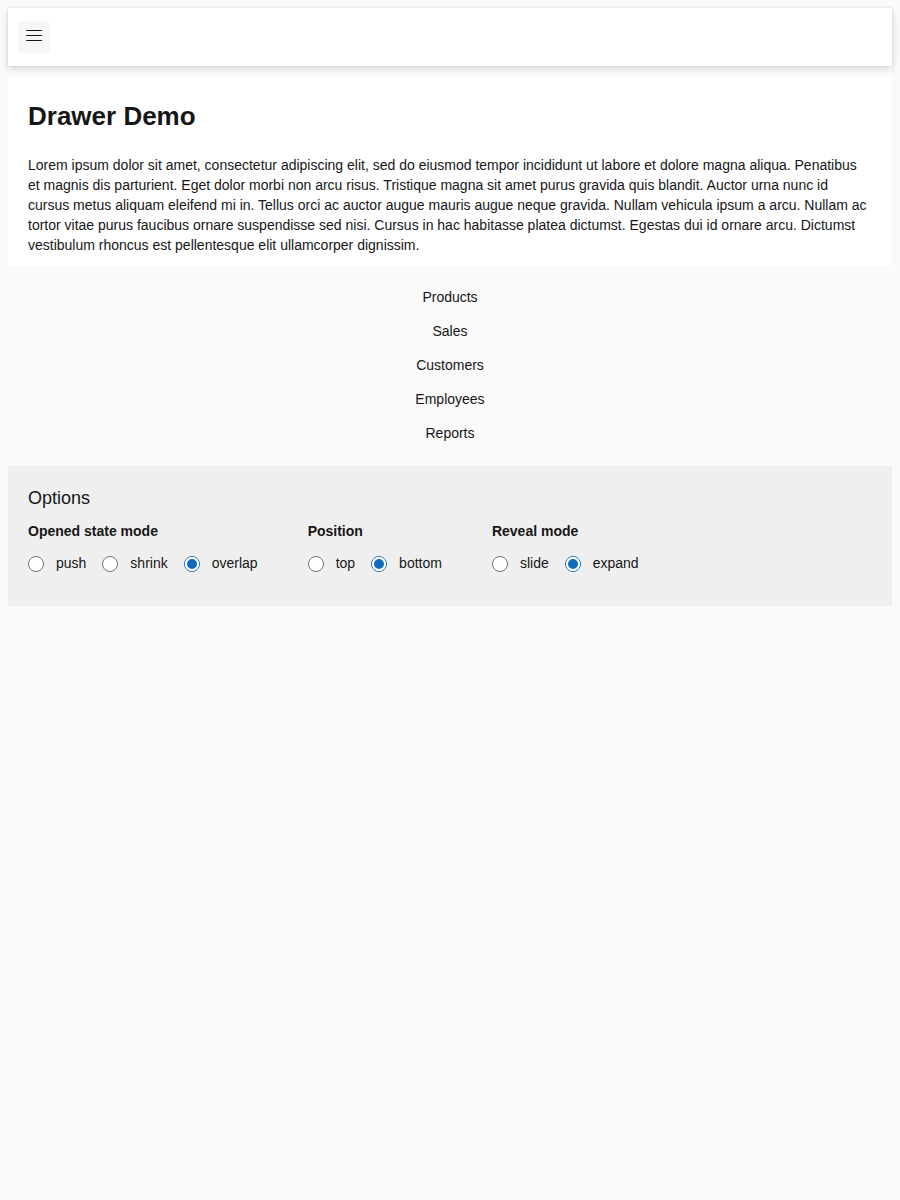 Drawer Demo
Lorem ipsum dolor sit amet, consectetur adipiscing elit, sed do eiusmod tempor incididunt ut labore et dolore magna aliqua. Penatibus
et magnis dis parturient. Eget dolor morbi non arcu risus. Tristique magna sit amet purus gravida quis blandit. Auctor urna nunc id
cursus metus aliquam eleifend mi in. Tellus orci ac auctor augue mauris augue neque gravida. Nullam vehicula ipsum a arcu. Nullam ac
tortor vitae purus faucibus ornare suspendisse sed nisi. Cursus in hac habitasse platea dictumst. Egestas dui id ornare arcu. Dictumst
vestibulum rhoncus est pellentesque elit ullamcorper dignissim.
Products
Sales
Customers
Employees
Reports
Options
Opened state mode Position Reveal mode
push shrink overlap top bottom slide expand